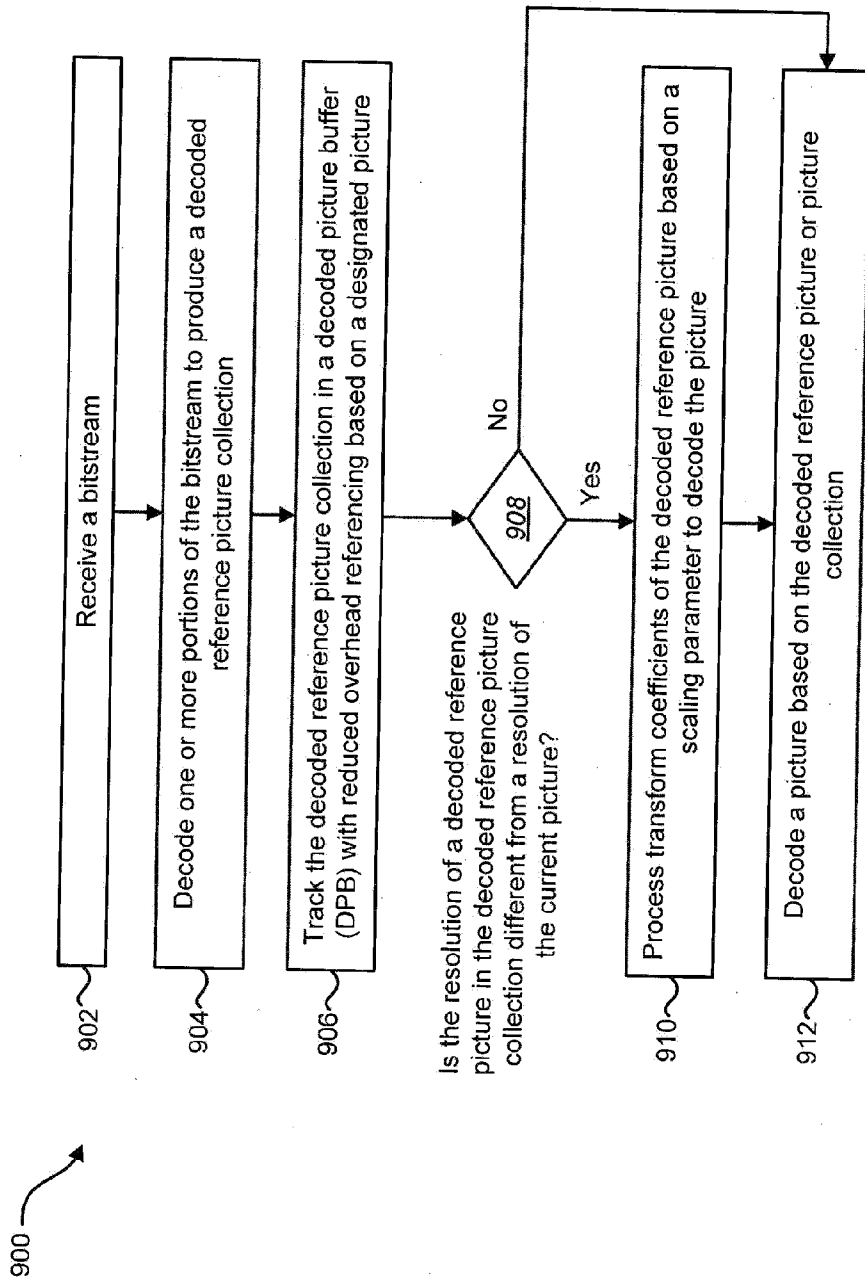 900
902
Receive a bitstream
904
Decode one or more portions of the bitstream to produce a decoded
reference picture collection
906
Track the decoded reference picture collection in a decoded picture buffer
(DPB) with reduced overhead referencing based on a designated picture
Is the resolution of a decoded reference
picture in the decoded reference picture
collection different from a resolution of
the current picture?
908
No
Yes
910
Process transform coefficients of the decoded reference picture based on a
scaling parameter to decode the picture
912
Decode a picture based on the decoded reference picture or picture
collection